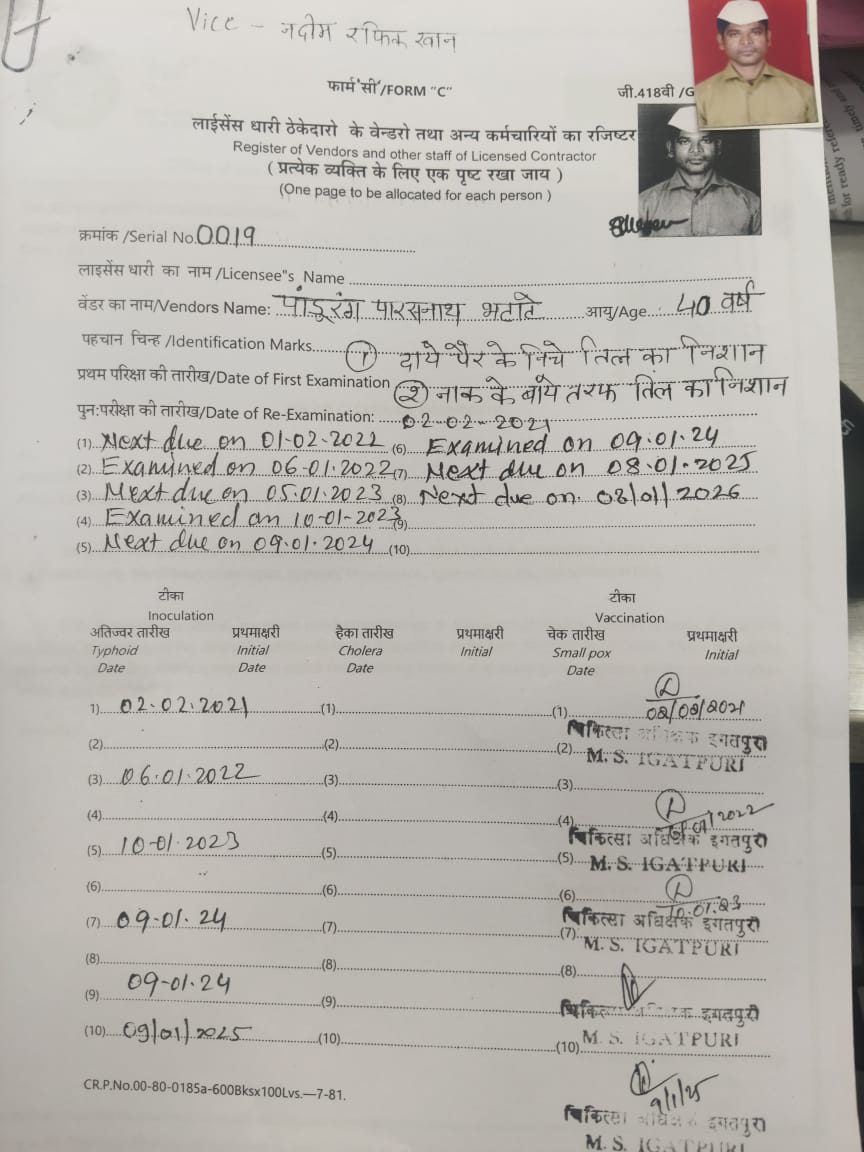 Vice - नदीम रफिक खान
फार्म 'सी'/FORM "C"
जी.418बी /G
लाईसेंस धारी ठेकेदारो के वेन्डरो तथा अन्य कर्मचारियों का रजिष्टर
Register of Vendors and other staff of Licensed Contractor
( प्रत्येक व्यक्ति के लिए एक पृष्ट रखा जाय )
(One page to be allocated for each person )
क्रमांक /Serial No. 0019
लाइसेंस धारी का नाम /Licensee"s Name
वेंडर का नाम/Vendors Name: पांडूरंग पारसनाथ भटाटे आयु/Age : 40 वर्ष
पहचान चिन्ह /Identification Marks ① दाये पैर के निचे तिल का निशान
प्रथम परिक्षा की तारीख/Date of First Examination ② नाक के बाये तरफ तिल का निशान
पुन:परीक्षा की तारीख/Date of Re-Examination: 02-02-2021
(1) Next due on 01-02-2022 (6) Examined on 09.01.24
(2) Examined on 06-01.2022 (7) Next due on 08.01.2025
(3) Next due on 05.01.2023 (8) Next due on. 08/01/2026
(4) Examined on 10-01-2023 (9)
(5) Next due on 09.01.2024 (10)
टीका टीका
Inoculation Vaccination
अतिज्वर तारीख प्रथमाक्षरी हैका तारीख प्रथमाक्षरी चेक तारीख प्रथमाक्षरी
Typhoid Initial Cholera Initial Small pox Initial
Date Date Date Date
1) 02.02.2021 (1) (1) 02/02/2021
चिकित्सा अधिक्षक इगतपुरी
(2) (2) (2) M. S. IGATPURI
(3) 06.01.2022 (3) (3)
(4) (4) (4) /01/2022
चिकित्सा अधिक्षक इगतपुरी
(5) 10-01-2023 (5) (5) M. S. IGATPURI
(6) (6) (6) 10.01.23
चिकित्सा अधिक्षक इगतपुरी
(7) 09-01-24 (7) (7) M. S. IGATPURI
(8) (8) (8)
(9) 09-01-24 (9)
चिकित्सा अधिक्षक इगतपुरी
(10) 09/01/2025 (10) (10) M. S. IGATPURI
9/1/25
CR.P.No.00-80-0185a-600Bksx100Lvs.—7-81.
चिकित्सा अधिक्षक इगतपुरी
M. S. IGATPURI